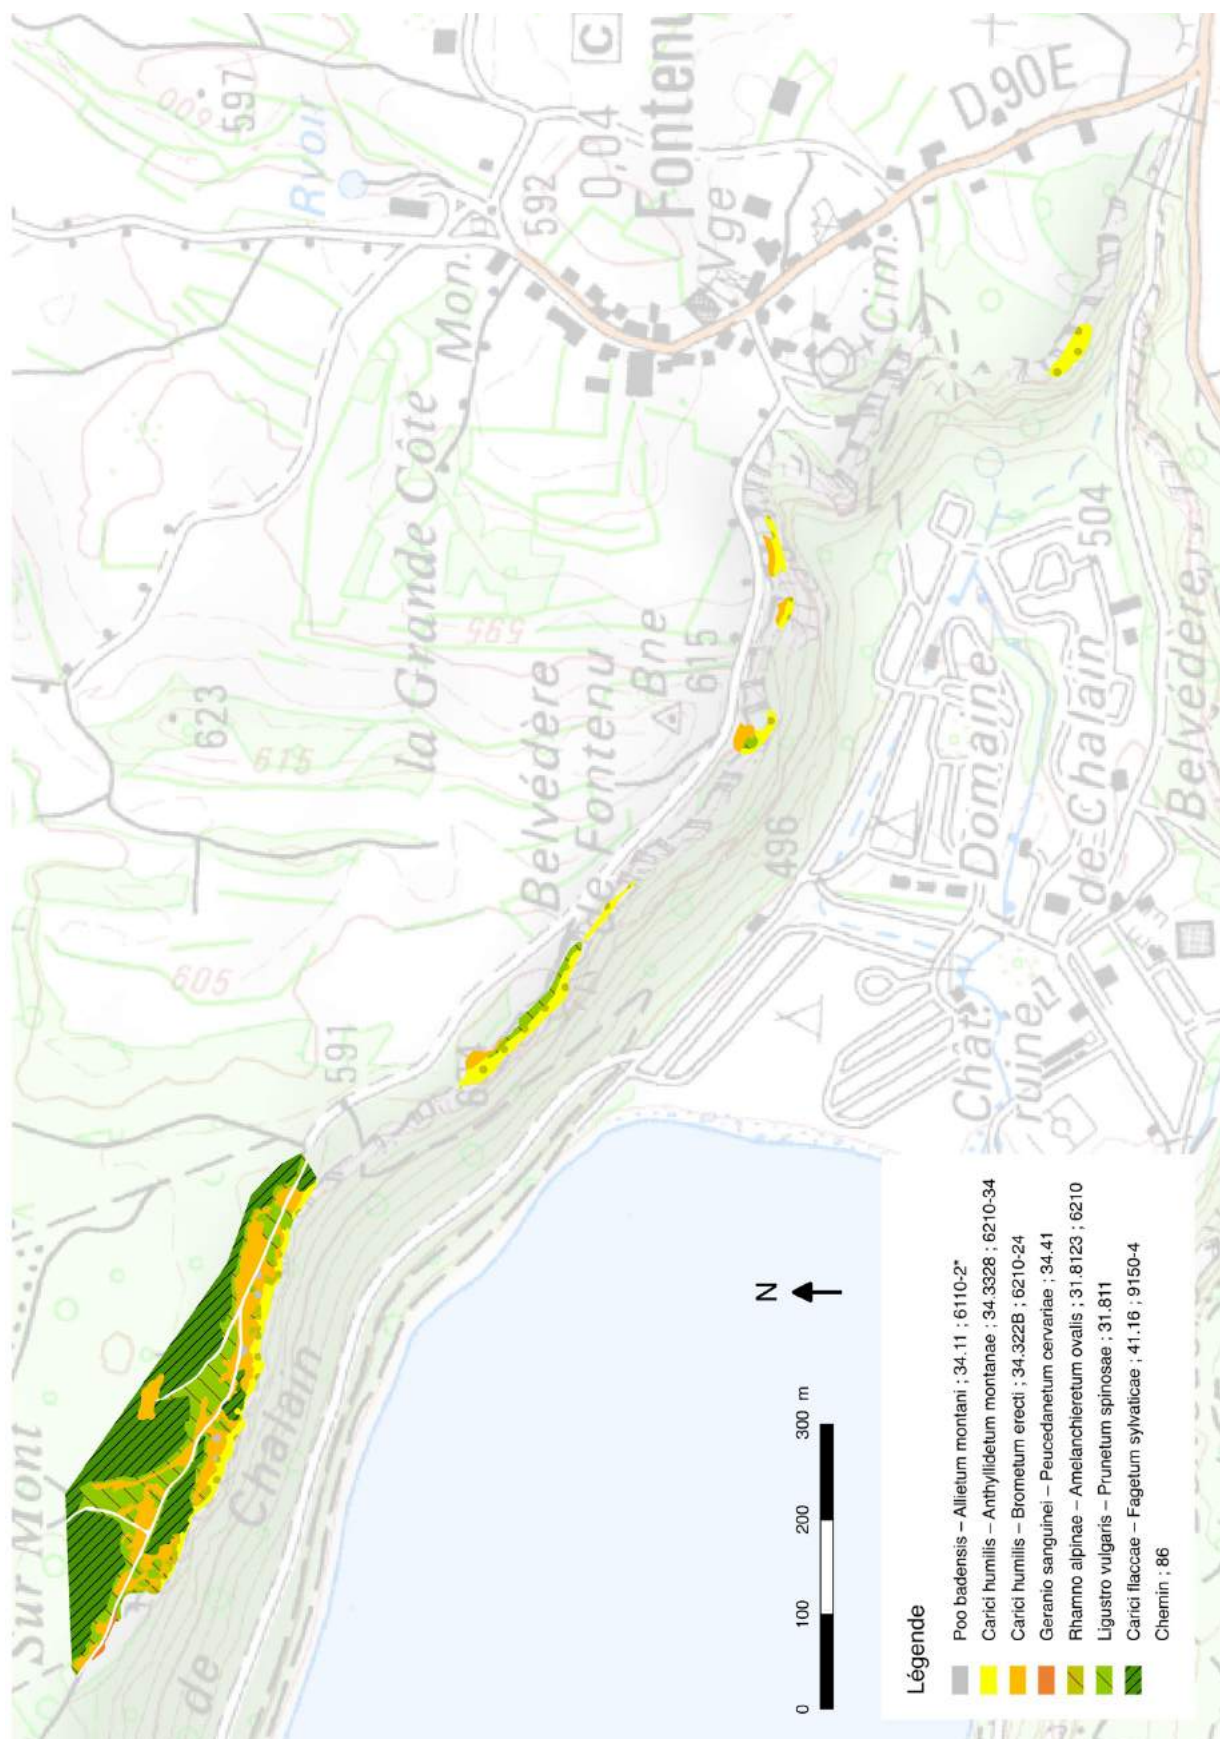 Sur Mont
597
600
Rvoir
C
0,04
592
Fontenu
D.90E
Mon.
Vge
Cim.
la Grande Côte
623
615
595
605
Belvédère
de Fontenu
Bne
615
591
496
504
Domaine
de Chalain
Chât.
ruine
Belvédère
de
Chalain
N
0
100
200
300 m
Légende
Poo badensis – Allietum montani ; 34.11 ; 6110-2*
Carici humilis – Anthyllidetum montanae ; 34.3328 ; 6210-34
Carici humilis – Brometum erecti ; 34.322B ; 6210-24
Geranio sanguinei – Peucedanetum cervariae ; 34.41
Rhamno alpinae – Amelanchieretum ovalis ; 31.8123 ; 6210
Ligustro vulgaris – Prunetum spinosae ; 31.811
Carici flaccae – Fagetum sylvaticae ; 41.16 ; 9150-4
Chemin ; 86